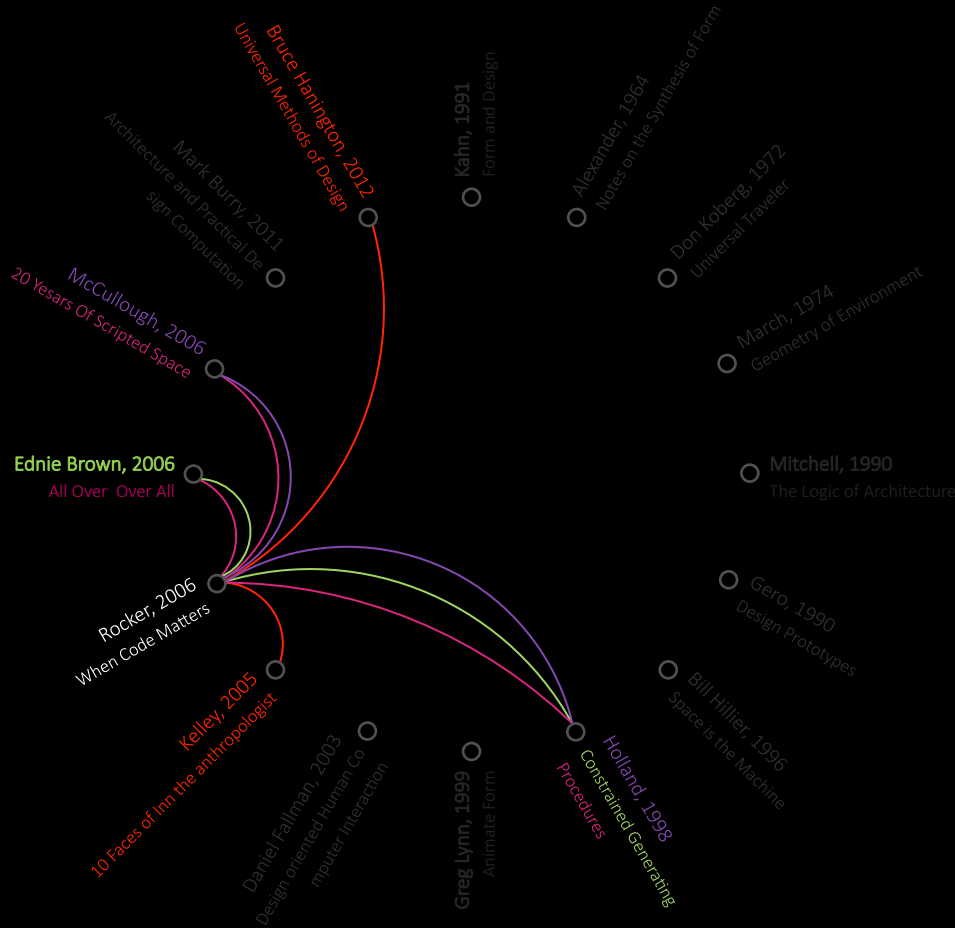 Kahn, 1991
Form and Design
Alexander, 1964
Notes on the Synthesis of Form
Don Koberg, 1972
Universal Traveler
March, 1974
Geometry of Environment
Mitchell, 1990
The Logic of Architecture
Gero, 1990
Design Prototypes
Bill Hillier, 1996
Space is the Machine
Holland, 1998
Constrained Generating
Procedures
Greg Lynn, 1999
Animate Form
Daniel Fallman, 2003
Design oriented Human Co
mputer Interaction
Kelley, 2005
10 Faces of Inn the anthropologist
Rocker, 2006
When Code Matters
Ednie Brown, 2006
All Over Over All
McCullough, 2006
20 Yesars Of Scripted Space
Mark Burry, 2011
Architecture and Practical De
sign Computation
Bruce Hanington, 2012
Universal Methods of Design